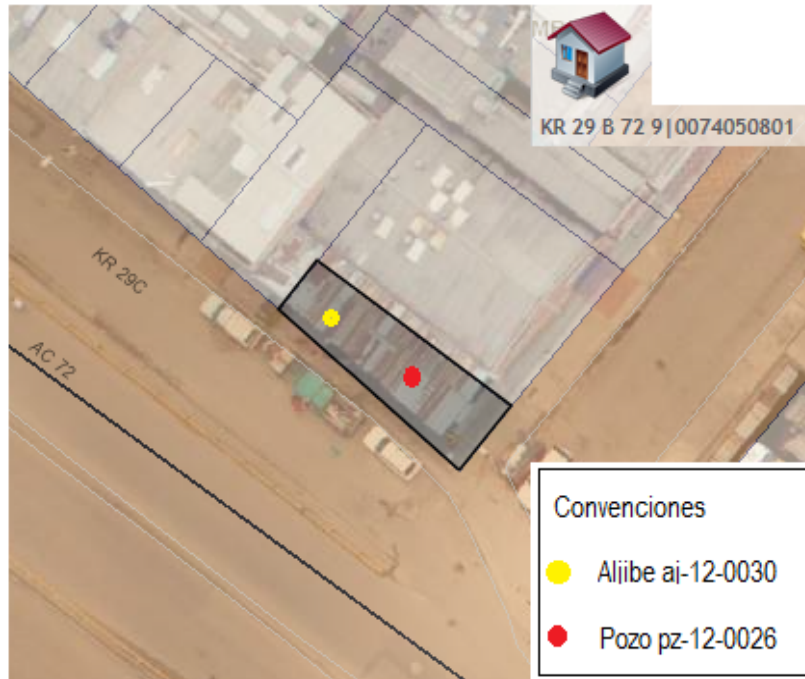 KR 29 B 72 9|0074050801
KR 29C
AC 72
Convenciones
Aljibe aj-12-0030
Pozo pz-12-0026